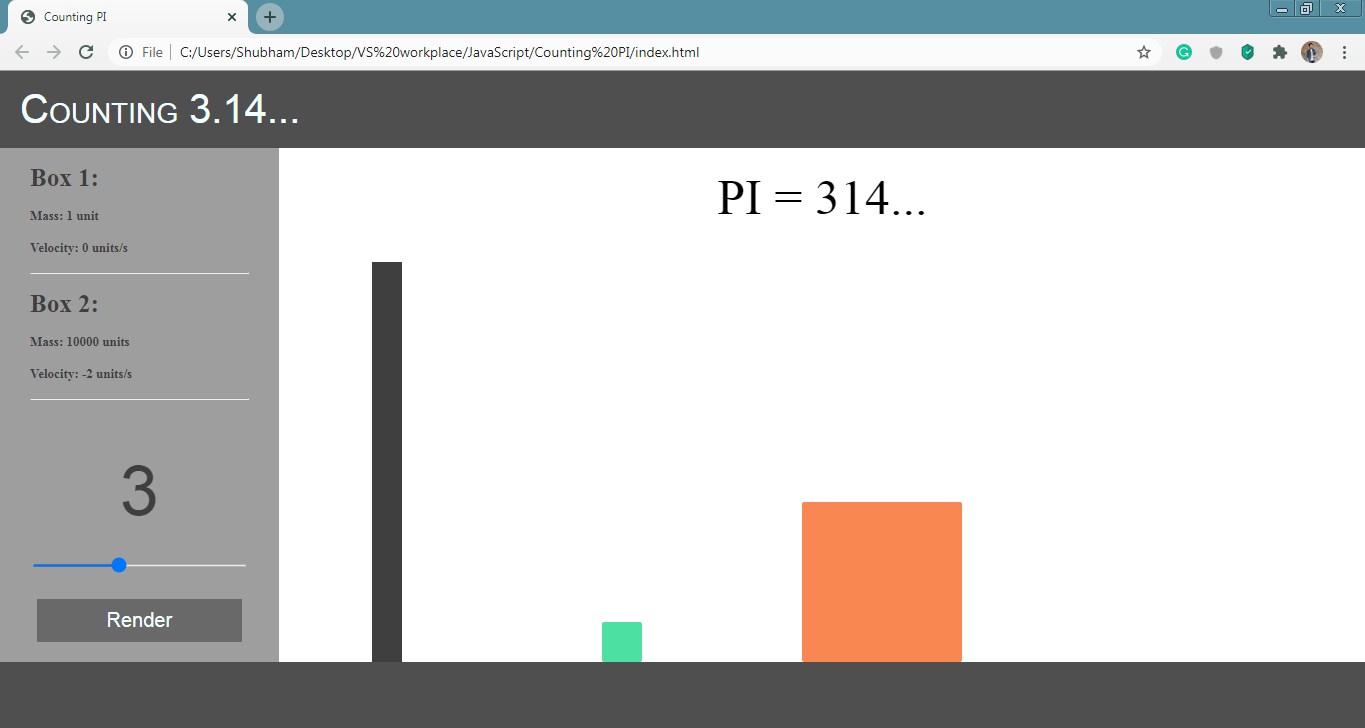 Counting PI
File | C:/Users/Shubham/Desktop/VS%20workplace/JavaScript/Counting%20PI/index.html
Counting 3.14...
Box 1:
Mass: 1 unit
Velocity: 0 units/s
Box 2:
Mass: 10000 units
Velocity: -2 units/s
3
Render
PI = 314...